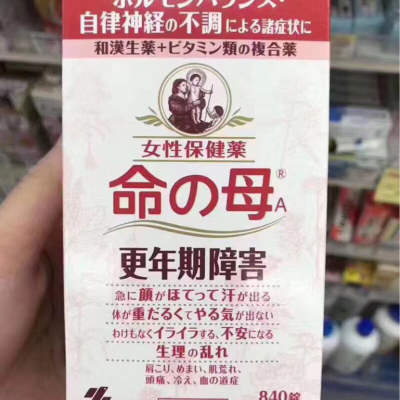 ホルモンバランス・
自律神経の不調による諸症状に
和漢生薬+ビタミン類の複合薬
女性保健薬
命の母®A
更年期障害
急に顔がほてって汗が出る
体が重だるくてやる気が出ない
わけもなくイライラする、不安になる
生理の乱れ
肩こり、めまい、肌荒れ、
頭痛、冷え、血の道症
840錠